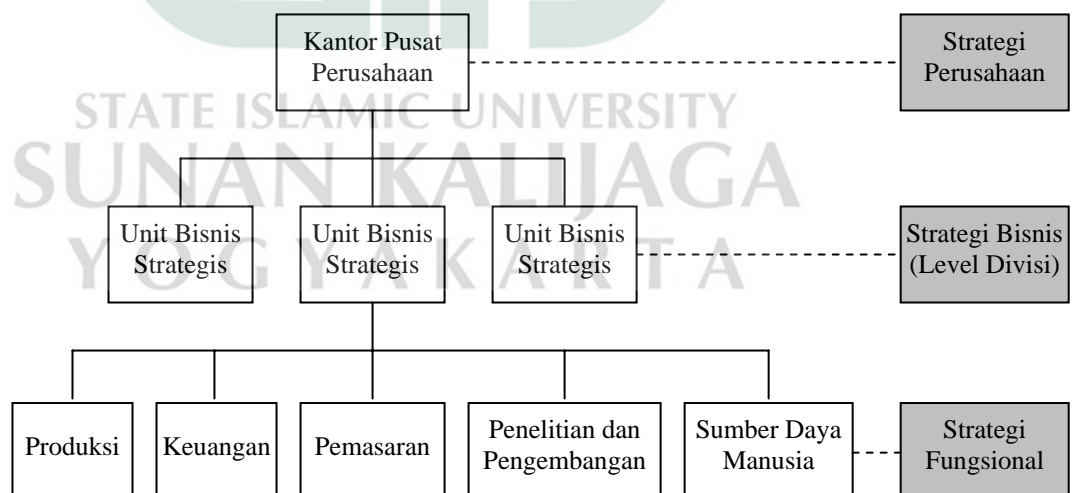 Kantor Pusat
Perusahaan
Strategi
Perusahaan
STATE ISLAMIC UNIVERSITY
SUNAN KALIJAGA
YOGYAKARTA
Unit Bisnis
Strategis
Unit Bisnis
Strategis
Unit Bisnis
Strategis
Strategi Bisnis
(Level Divisi)
Produksi
Keuangan
Pemasaran
Penelitian dan
Pengembangan
Sumber Daya
Manusia
Strategi
Fungsional